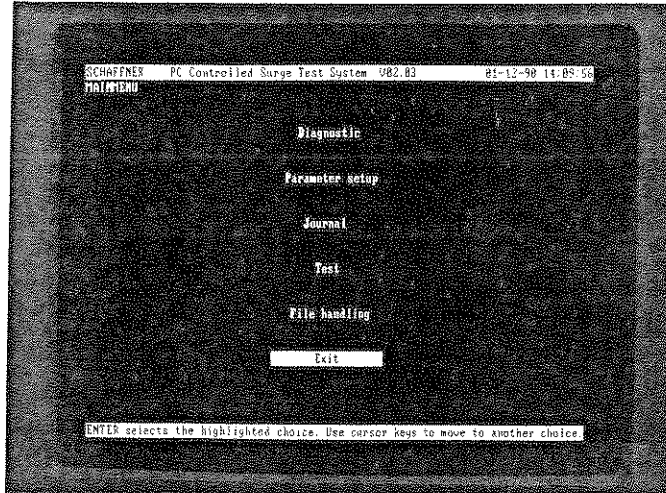 SCHAFFNER PC Controlled Surge Test System V02.03 01-12-90 14:09:56
MAINMENU
Diagnostic
Parameter setup
Journal
Test
File handling
Exit
ENTER selects the highlighted choice. Use cursor keys to move to another choice.